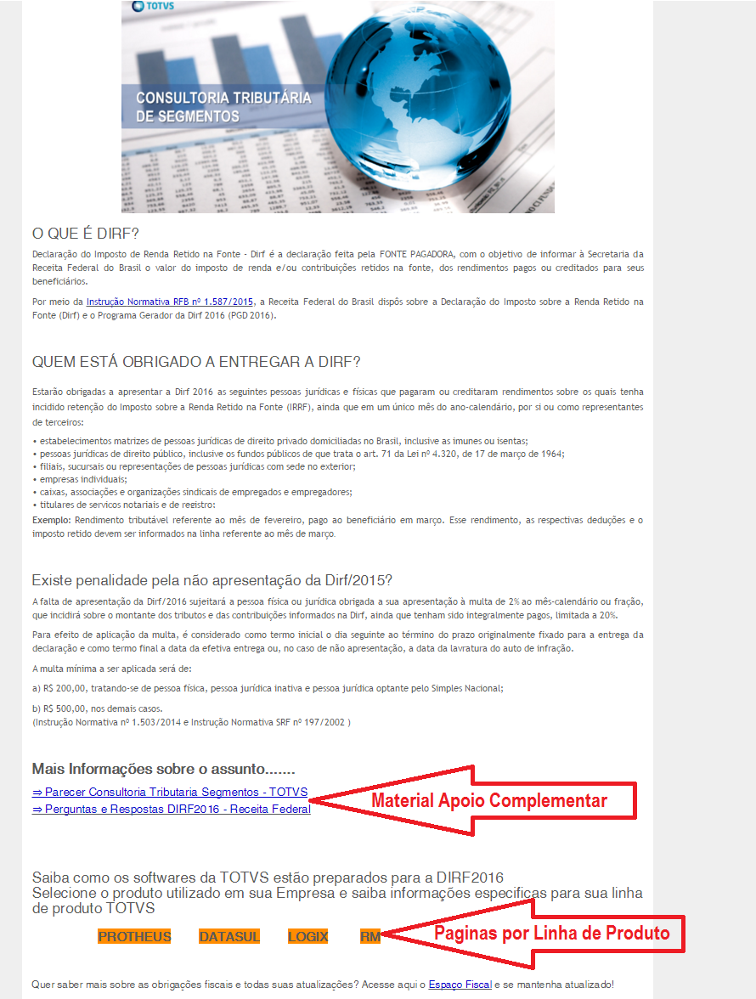 TOTVS
CONSULTORIA TRIBUTÁRIA
DE SEGMENTOS
O QUE É DIRF?
Declaração do Imposto de Renda Retido na Fonte - Dirf é a declaração feita pela FONTE PAGADORA, com o objetivo de informar à Secretaria da
Receita Federal do Brasil o valor do imposto de renda e/ou contribuições retidos na fonte, dos rendimentos pagos ou creditados para seus
beneficiários.
Por meio da Instrução Normativa RFB nº 1.587/2015, a Receita Federal do Brasil dispôs sobre a Declaração do Imposto sobre a Renda Retido na
Fonte (Dirf) e o Programa Gerador da Dirf 2016 (PGD 2016).
QUEM ESTÁ OBRIGADO A ENTREGAR A DIRF?
Estarão obrigadas a apresentar a Dirf 2016 as seguintes pessoas jurídicas e físicas que pagaram ou creditaram rendimentos sobre os quais tenha
incidido retenção do Imposto sobre a Renda Retido na Fonte (IRRF), ainda que em um único mês do ano-calendário, por si ou como representantes
de terceiros:
• estabelecimentos matrizes de pessoas jurídicas de direito privado domiciliadas no Brasil, inclusive as imunes ou isentas;
• pessoas jurídicas de direito público, inclusive os fundos públicos de que trata o art. 71 da Lei nº 4.320, de 17 de março de 1964;
• filiais, sucursais ou representações de pessoas jurídicas com sede no exterior;
• empresas individuais;
• caixas, associações e organizações sindicais de empregados e empregadores;
• titulares de serviços notariais e de registro:
Exemplo: Rendimento tributável referente ao mês de fevereiro, pago ao beneficiário em março. Esse rendimento, as respectivas deduções e o
imposto retido devem ser informados na linha referente ao mês de março.
Existe penalidade pela não apresentação da Dirf/2015?
A falta de apresentação da Dirf/2016 sujeitará a pessoa física ou jurídica obrigada a sua apresentação à multa de 2% ao mês-calendário ou fração,
que incidirá sobre o montante dos tributos e das contribuições informados na Dirf, ainda que tenham sido integralmente pagos, limitada a 20%.
Para efeito de aplicação da multa, é considerado como termo inicial o dia seguinte ao término do prazo originalmente fixado para a entrega da
declaração e como termo final a data da efetiva entrega ou, no caso de não apresentação, a data da lavratura do auto de infração.
A multa mínima a ser aplicada será de:
a) R$ 200,00, tratando-se de pessoa física, pessoa jurídica inativa e pessoa jurídica optante pelo Simples Nacional;
b) R$ 500,00, nos demais casos.
(Instrução Normativa nº 1.503/2014 e Instrução Normativa SRF nº 197/2002 )
Mais Informações sobre o assunto.......
⇒ Parecer Consultoria Tributaria Segmentos - TOTVS
⇒ Perguntas e Respostas DIRF2016 - Receita Federal
Material Apoio Complementar
Saiba como os softwares da TOTVS estão preparados para a DIRF2016
Selecione o produto utilizado em sua Empresa e saiba informações especificas para sua linha
de produto TOTVS
PROTHEUS DATASUL LOGIX RM
Paginas por Linha de Produto
Quer saber mais sobre as obrigações fiscais e todas suas atualizações? Acesse aqui o Espaço Fiscal e se mantenha atualizado!